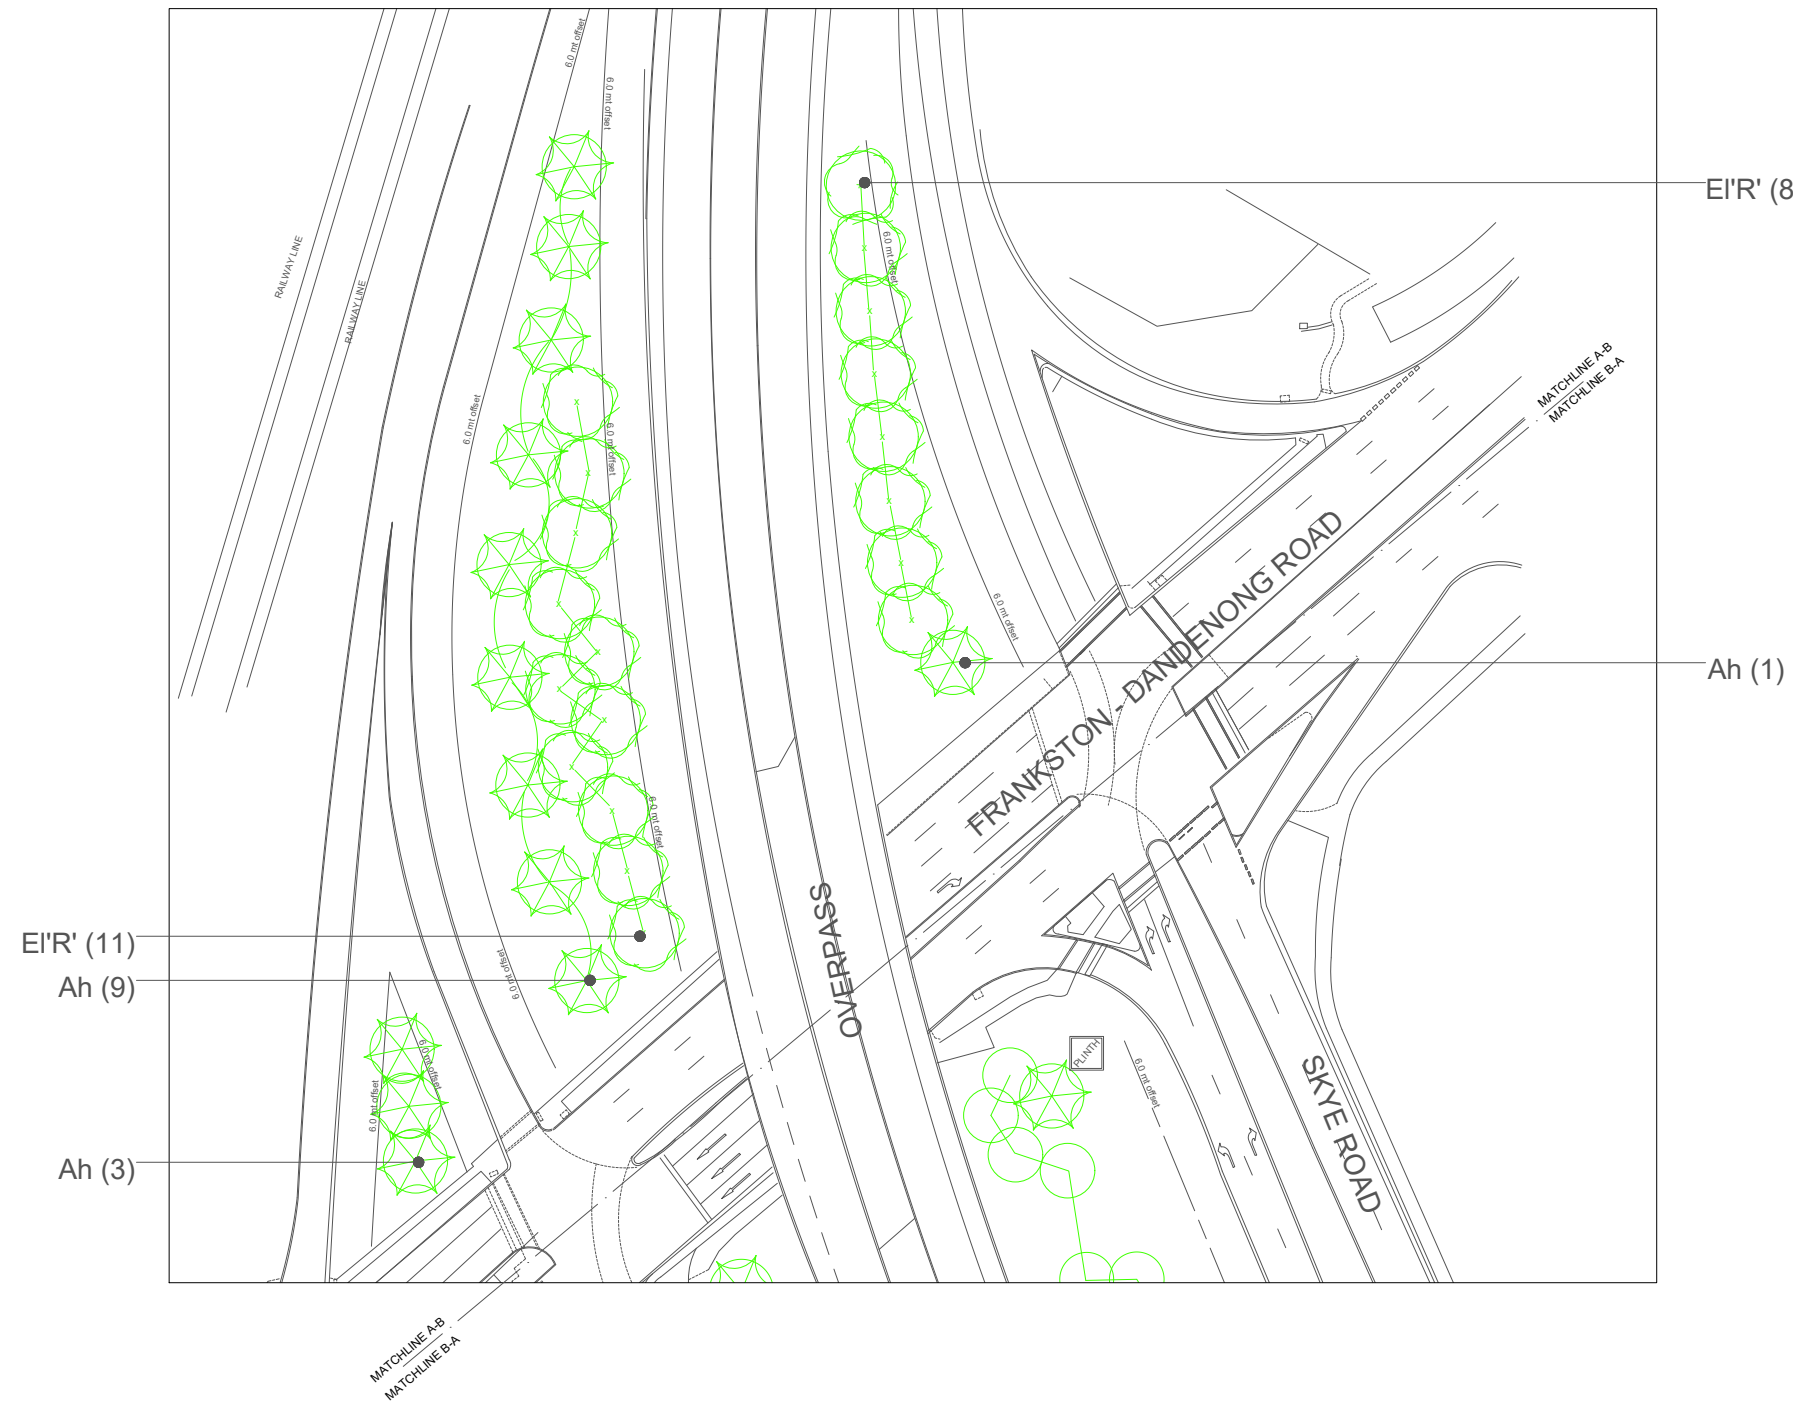 6.0 mt offset
6.0 mt offset
El'R' (8
RAILWAY LINE
RAILWAY LINE
6.0 mt offset
MATCHLINE A-B
MATCHLINE B-A
6.0 mt offset
6.0 mt offset
6.0 mt offset
Ah (1)
FRANKSTON - DANDENONG ROAD
6.0 mt offset
OVERPASS
El'R' (11)
Ah (9)
6.0 mt offset
PLINTH
6.0 mt offset
6.0 mt offset
6.0 mt offset
SKYE ROAD
Ah (3)
MATCHLINE A-B
MATCHLINE B-A